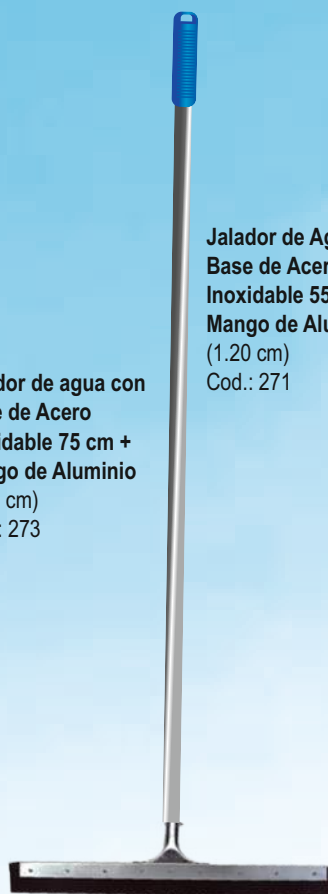 Jalador de Ag
Base de Acer
Inoxidable 55
Mango de Alu
(1.20 cm)
Cod.: 271
dor de agua con
e de Acero
idable 75 cm +
go de Aluminio
cm)
: 273